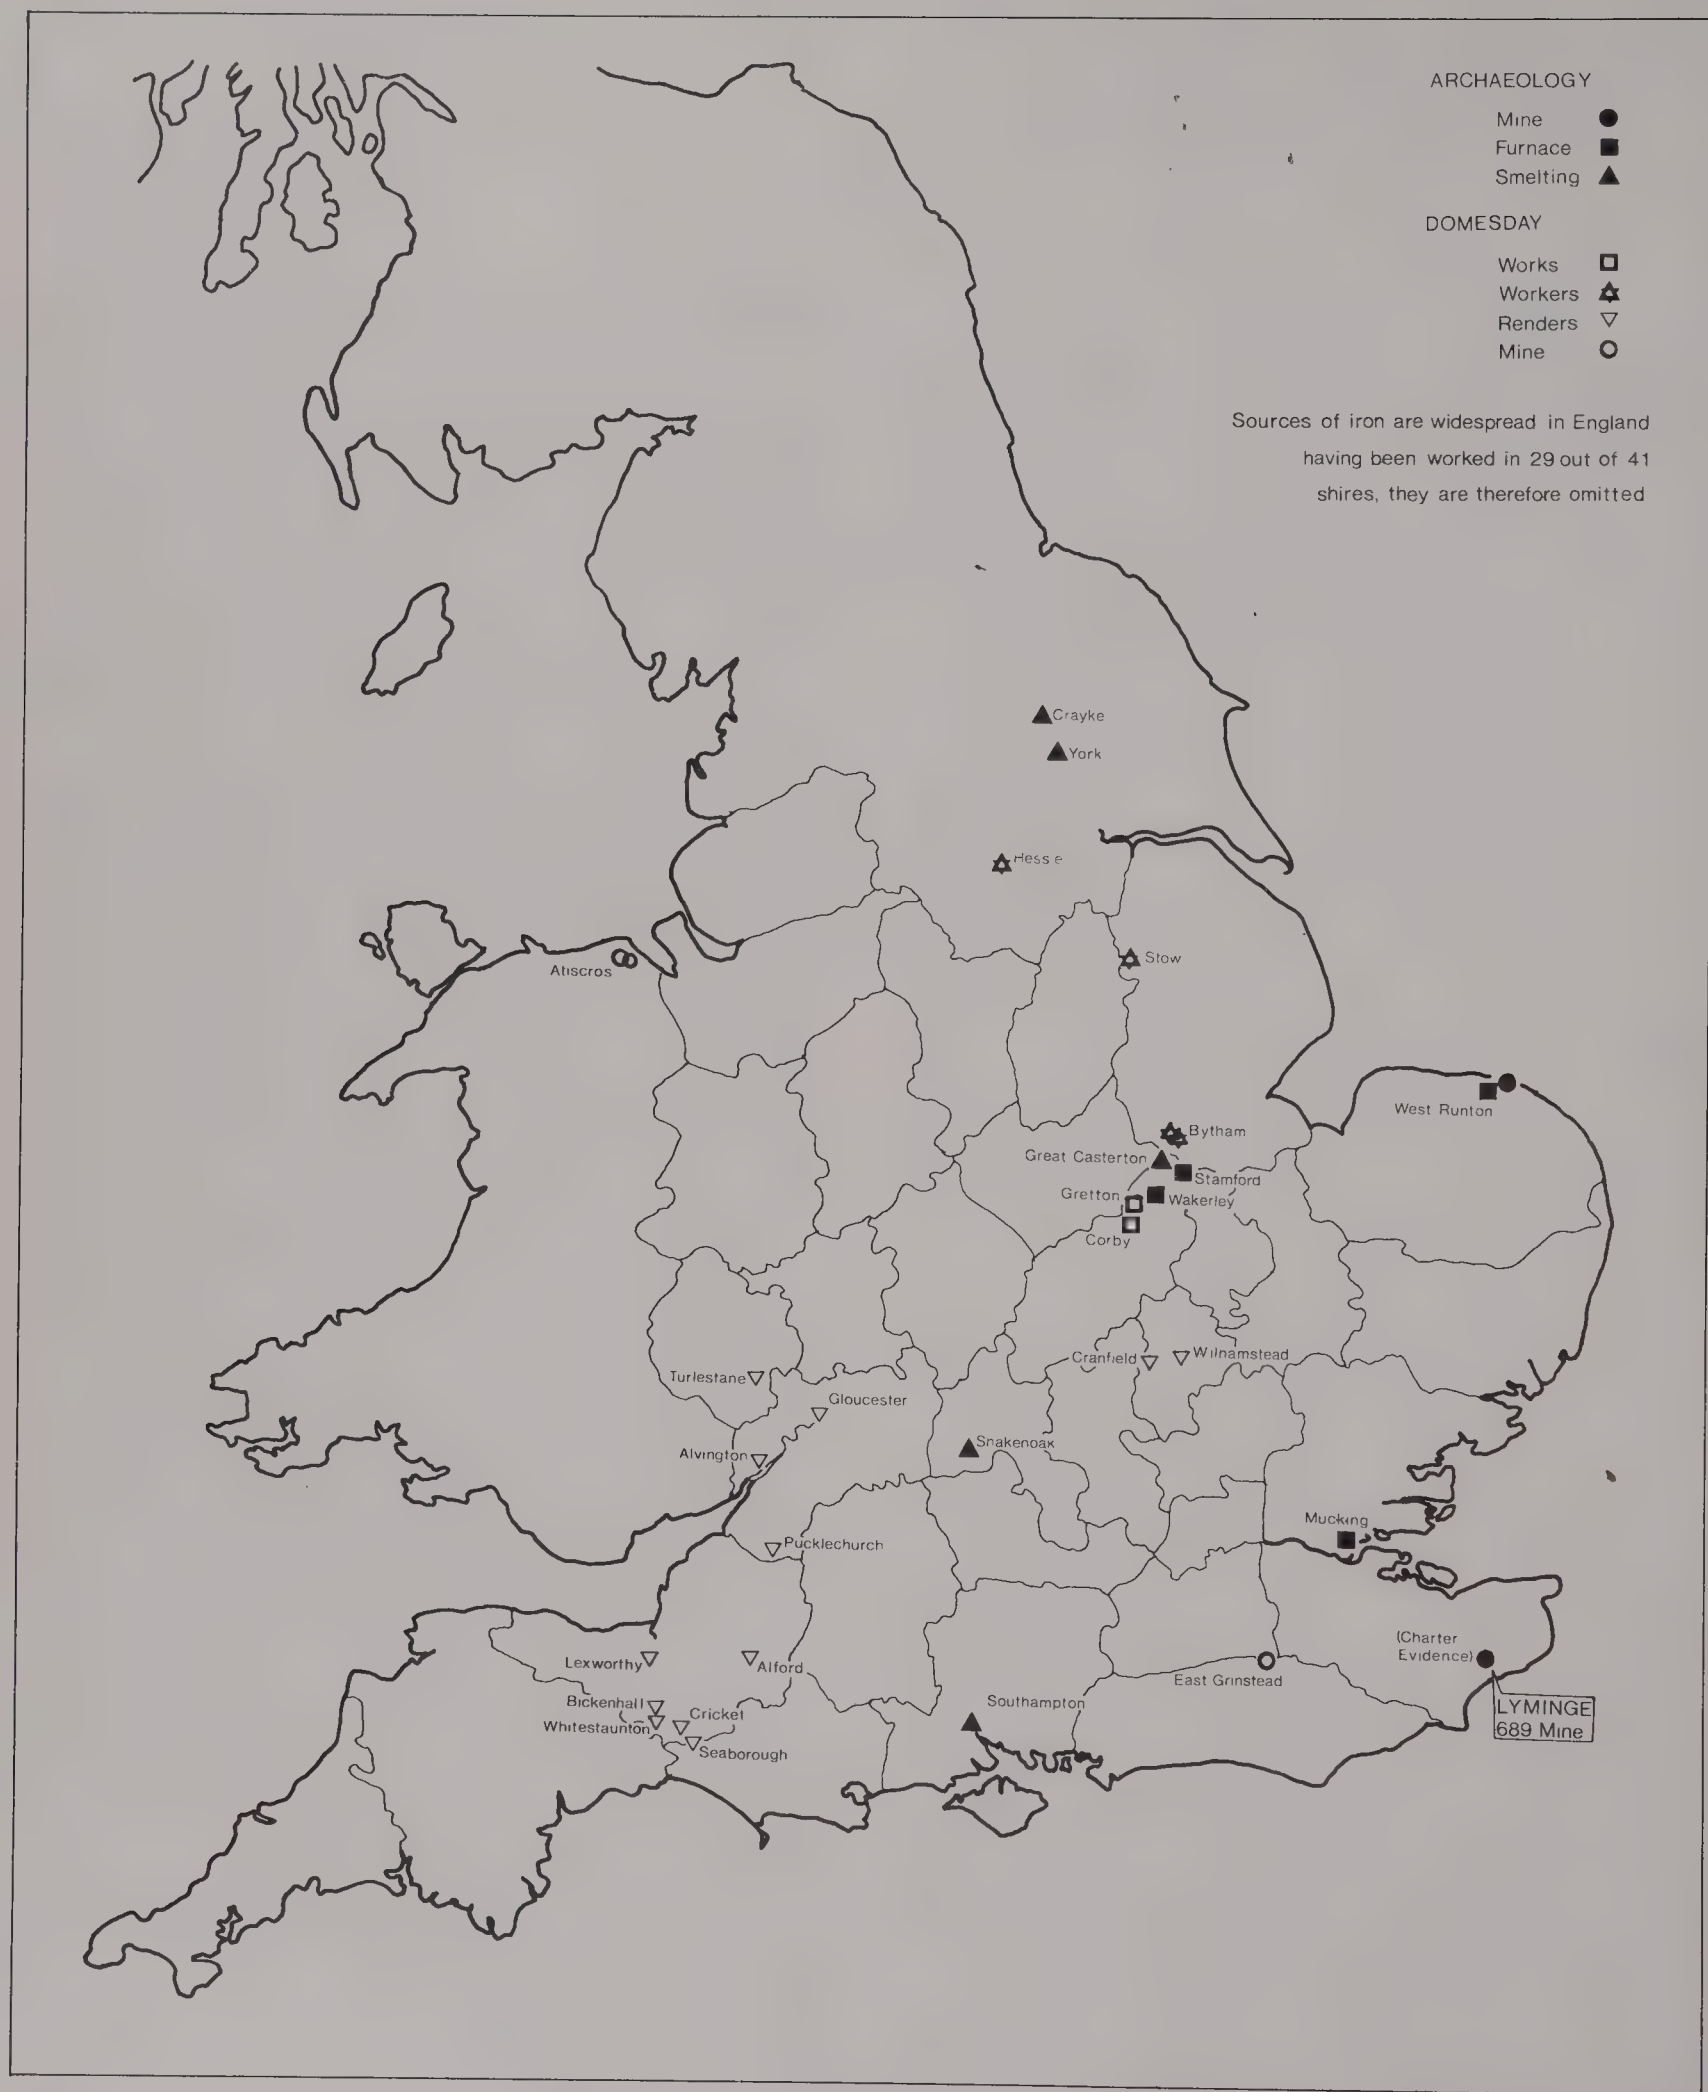 ARCHAEOLOGY
Mine
Furnace
Smelting
DOMESDAY
Works
Workers
Renders
Mine
Sources of iron are widespread in England
having been worked in 29 out of 41
shires, they are therefore omitted
Crayke
York
Hessle
Stow
Atiscros
West Runton
Bytham
Great Casterton
Stamford
Gretton
Wakerley
Corby
Cranfield
Wilnamstead
Turlestane
Gloucester
Alvington
Snakenoak
Mucking
Pucklechurch
(Charter
Evidence)
Lexworthy
Alford
East Grinstead
Bickenhall
Whitestaunton
Cricket
Seaborough
Southampton
LYMINGE
689 Mine